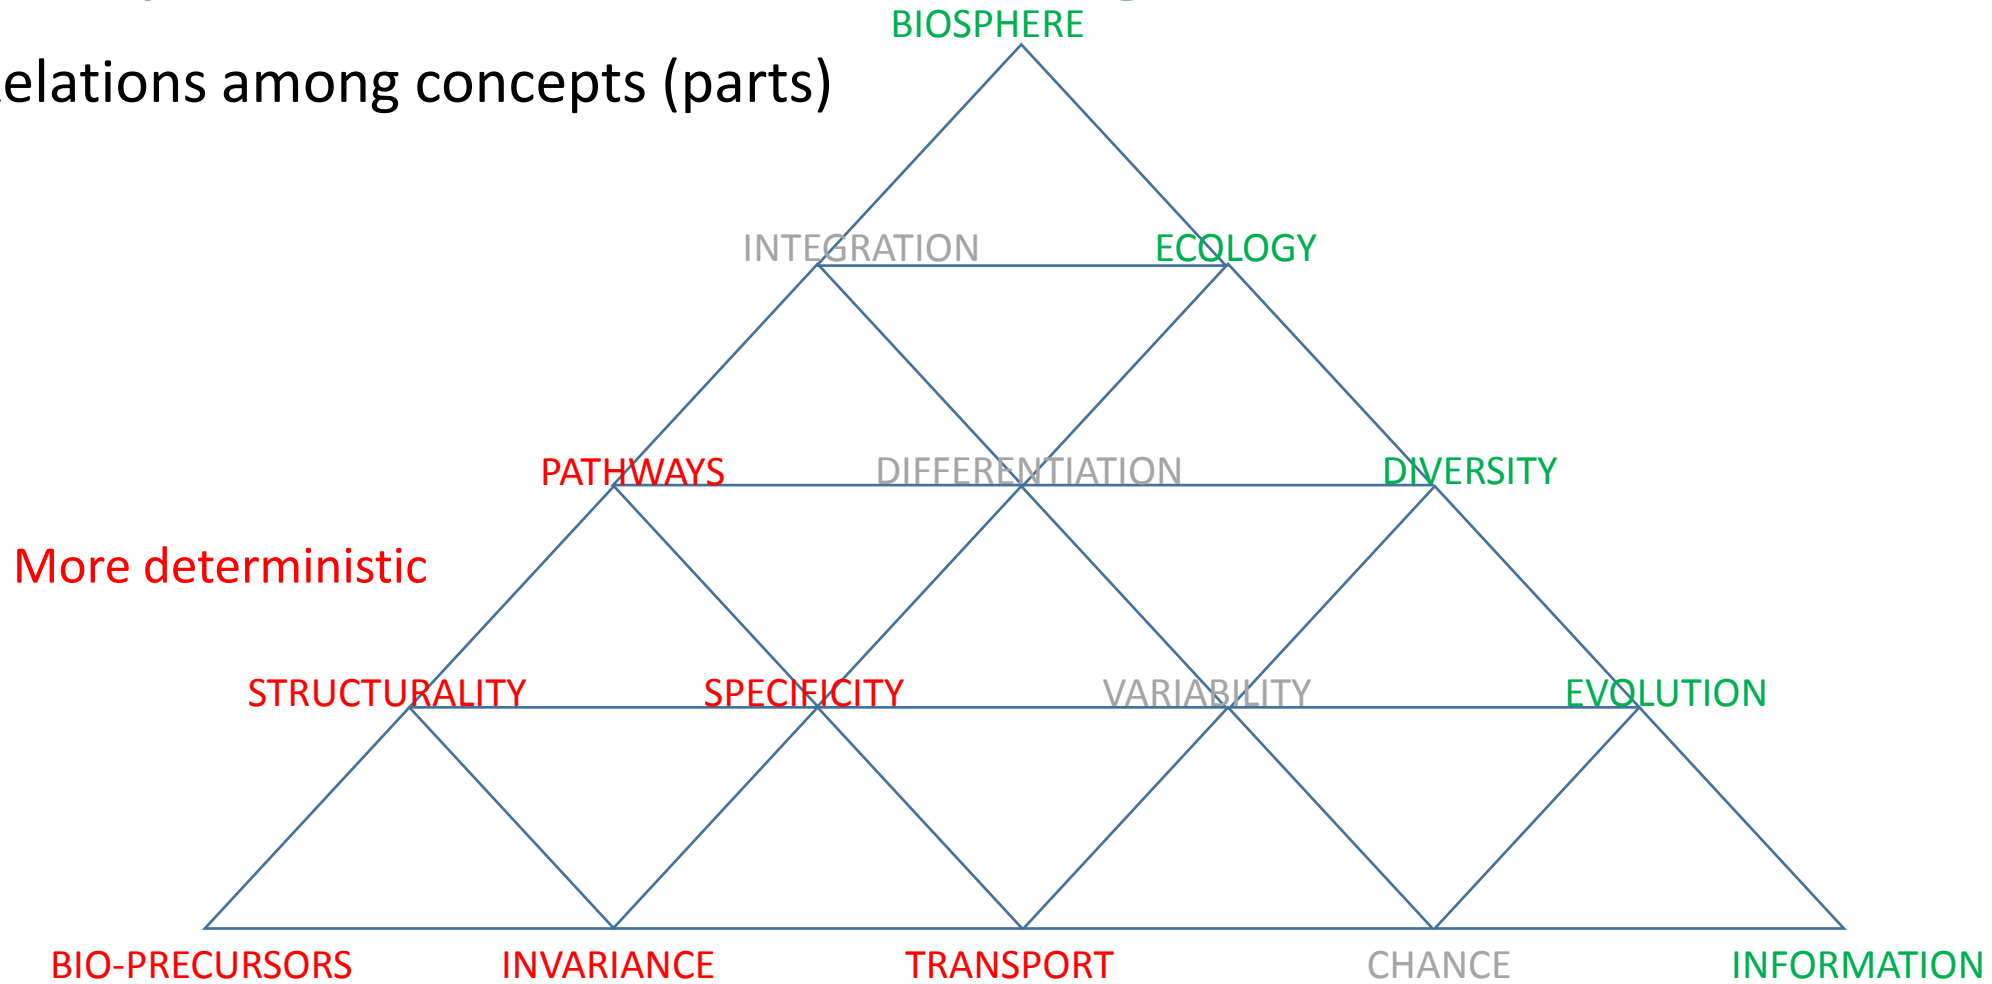 BIOSPHERE
elations among concepts (parts)
INTEGRATION
ECOLOGY
PATHWAYS
DIFFERENTIATION
DIVERSITY
More deterministic
STRUCTURALITY
SPECIFICITY
VARIABILITY
EVOLUTION
BIO-PRECURSORS
INVARIANCE
TRANSPORT
CHANCE
INFORMATION